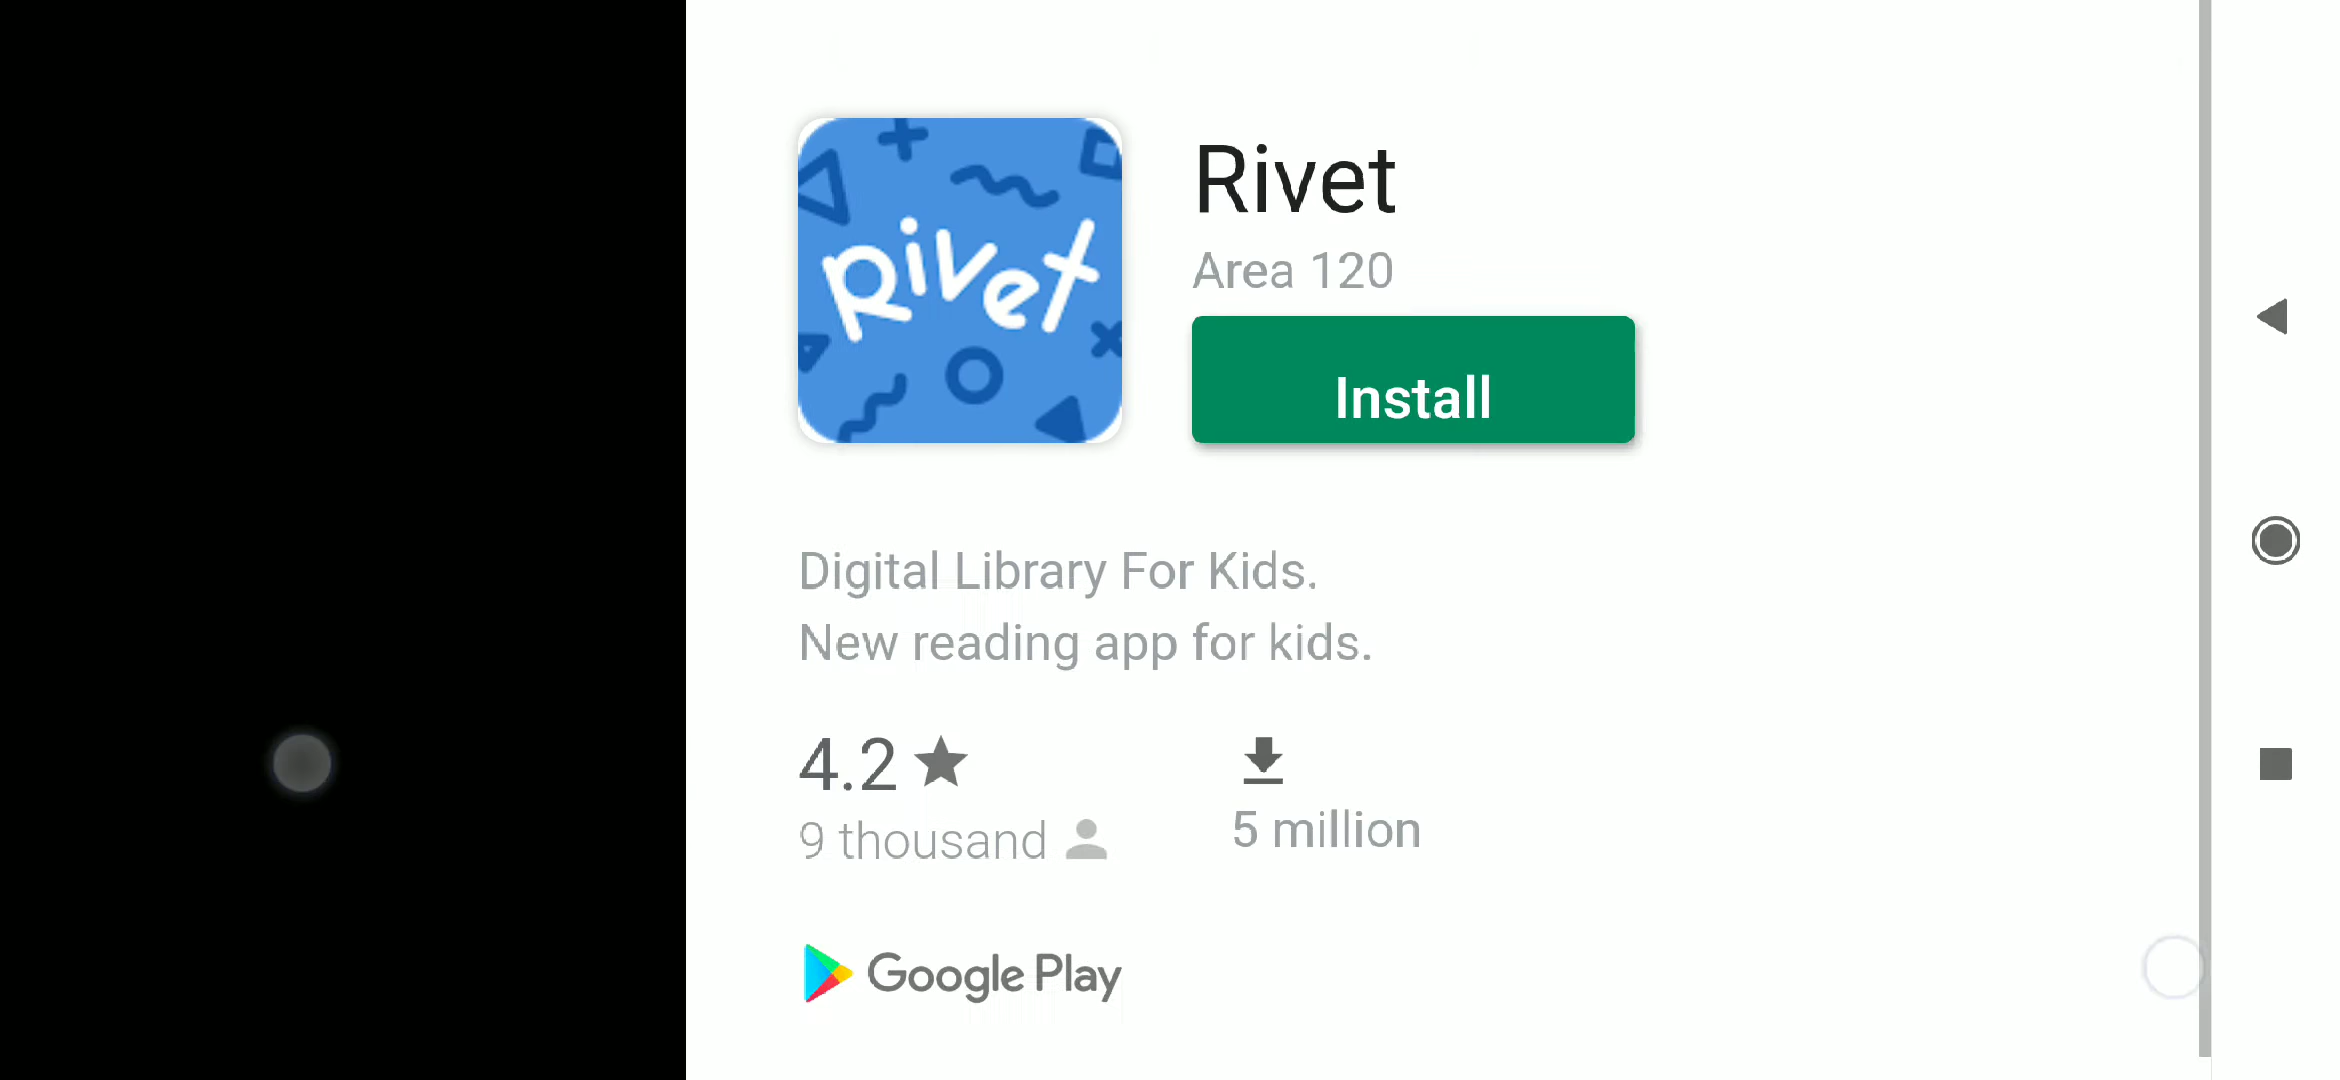 Rivet
Rivet
Area 120
Install
Digital Library For Kids.
New reading app for kids.
4.2
9 thousand
5 million
Google Play